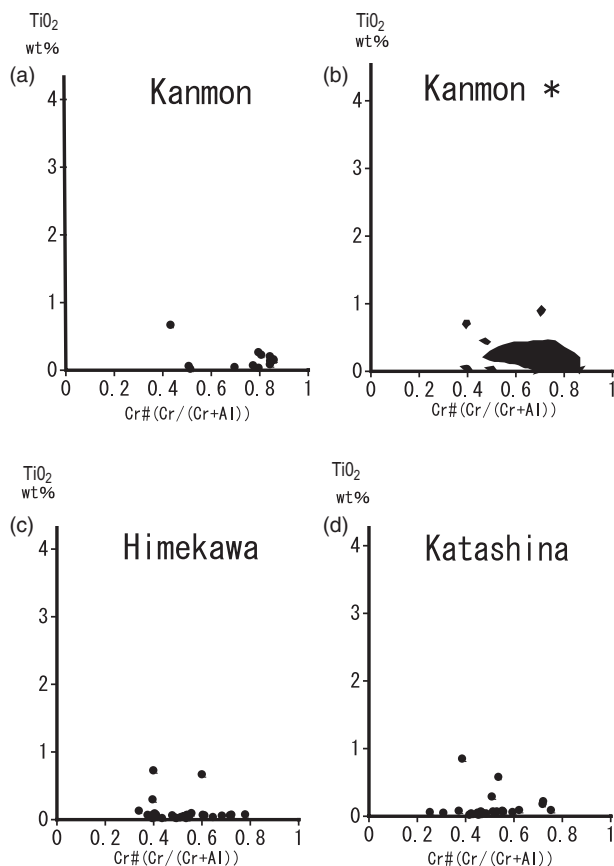 TiO2
wt%
(a)
Kanmon
4
3
2
1
0
0 0.2 0.4 0.6 0.8 1
Cr#(Cr/(Cr+Al))
TiO2
wt%
(b)
Kanmon *
4
3
2
1
0
0 0.2 0.4 0.6 0.8 1
Cr#(Cr/(Cr+Al))
TiO2
wt%
(c)
Himekawa
4
3
2
1
0
0 0.2 0.4 0.6 0.8 1
Cr#(Cr/(Cr+Al))
TiO2
wt%
(d)
Katashina
4
3
2
1
0
0 0.2 0.4 0.6 0.8 1
Cr#(Cr/(Cr+Al))